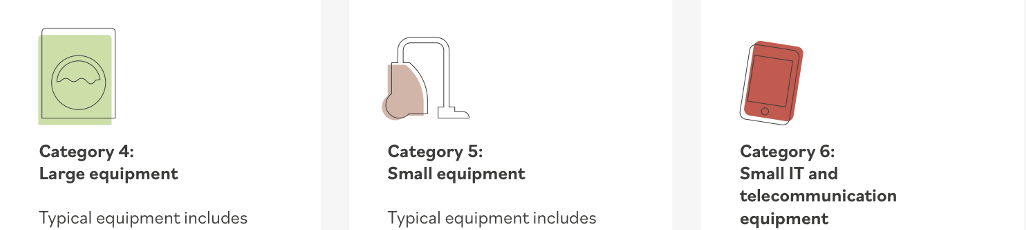 Category 4:
Large equipment
Typical equipment includes
Category 5:
Small equipment
Typical equipment includes
Category 6:
Small IT and
telecommunication
equipment